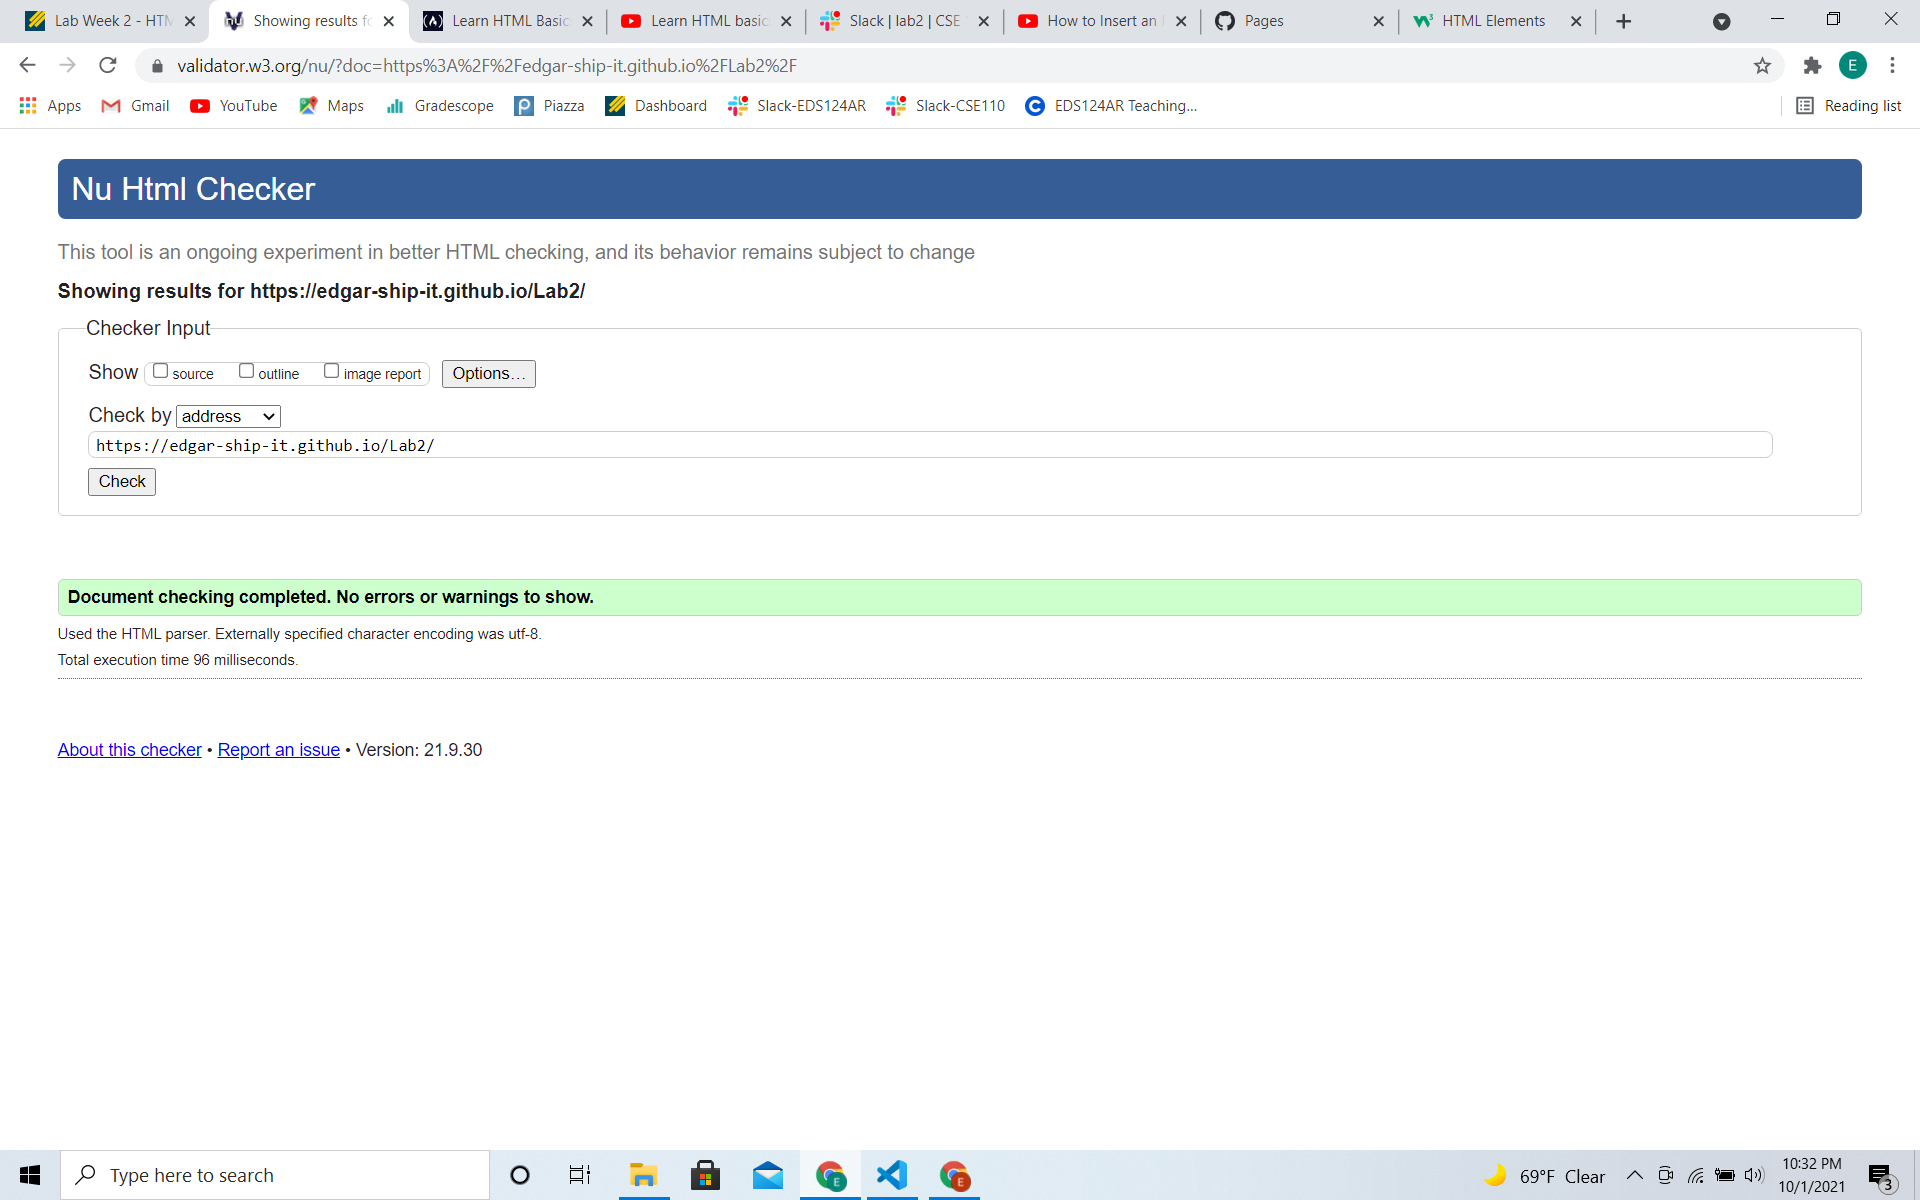 Lab Week 2 - HTM
Showing results fo
Learn HTML Basic
Learn HTML basic
Slack | lab2 | CSE
How to Insert an
Pages
HTML Elements
validator.w3.org/nu/?doc=https%3A%2F%2Fedgar-ship-it.github.io%2FLab2%2F
E
Apps
Gmail
YouTube
Maps
Gradescope
Piazza
Dashboard
Slack-EDS124AR
Slack-CSE110
EDS124AR Teaching...
Reading list
Nu Html Checker
This tool is an ongoing experiment in better HTML checking, and its behavior remains subject to change
Showing results for https://edgar-ship-it.github.io/Lab2/
Checker Input
Show source outline image report Options...
Check by address
https://edgar-ship-it.github.io/Lab2/
Check
Document checking completed. No errors or warnings to show.
Used the HTML parser. Externally specified character encoding was utf-8.
Total execution time 96 milliseconds.
About this checker • Report an issue • Version: 21.9.30
Type here to search
E
E
69°F Clear
10:32 PM
10/1/2021
3